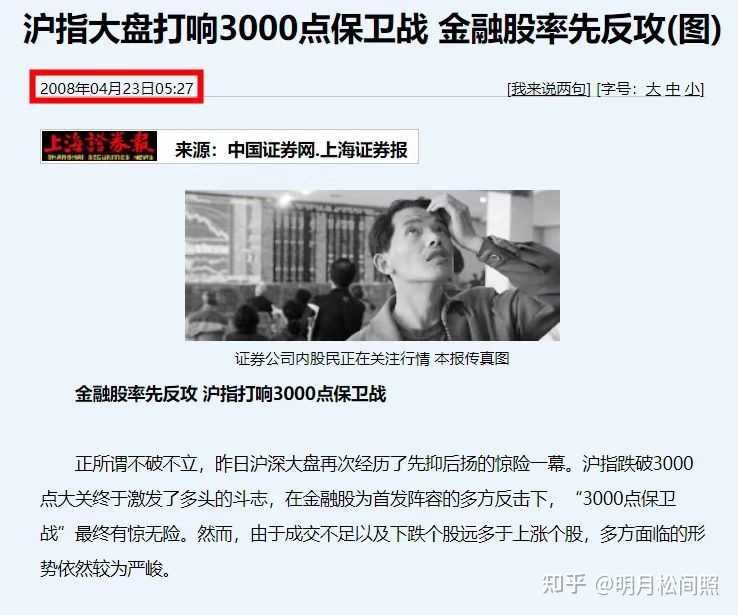 沪指大盘打响3000点保卫战 金融股率先反攻(图)
2008年04月23日05:27
[我来说两句] [字号：大 中 小]
上海證券報
SHANGHAI SECURITIES NEWS
来源：中国证券网.上海证券报
证券公司内股民正在关注行情 本报传真图
金融股率先反攻 沪指打响3000点保卫战
正所谓不破不立，昨日沪深大盘再次经历了先抑后扬的惊险一幕。沪指跌破3000
点大关终于激发了多头的斗志，在金融股为首发阵容的多方反击下，“3000点保卫
战”最终有惊无险。然而，由于成交不足以及下跌个股远多于上涨个股，多方面临的形
势依然较为严峻。
知乎 @明月松间照